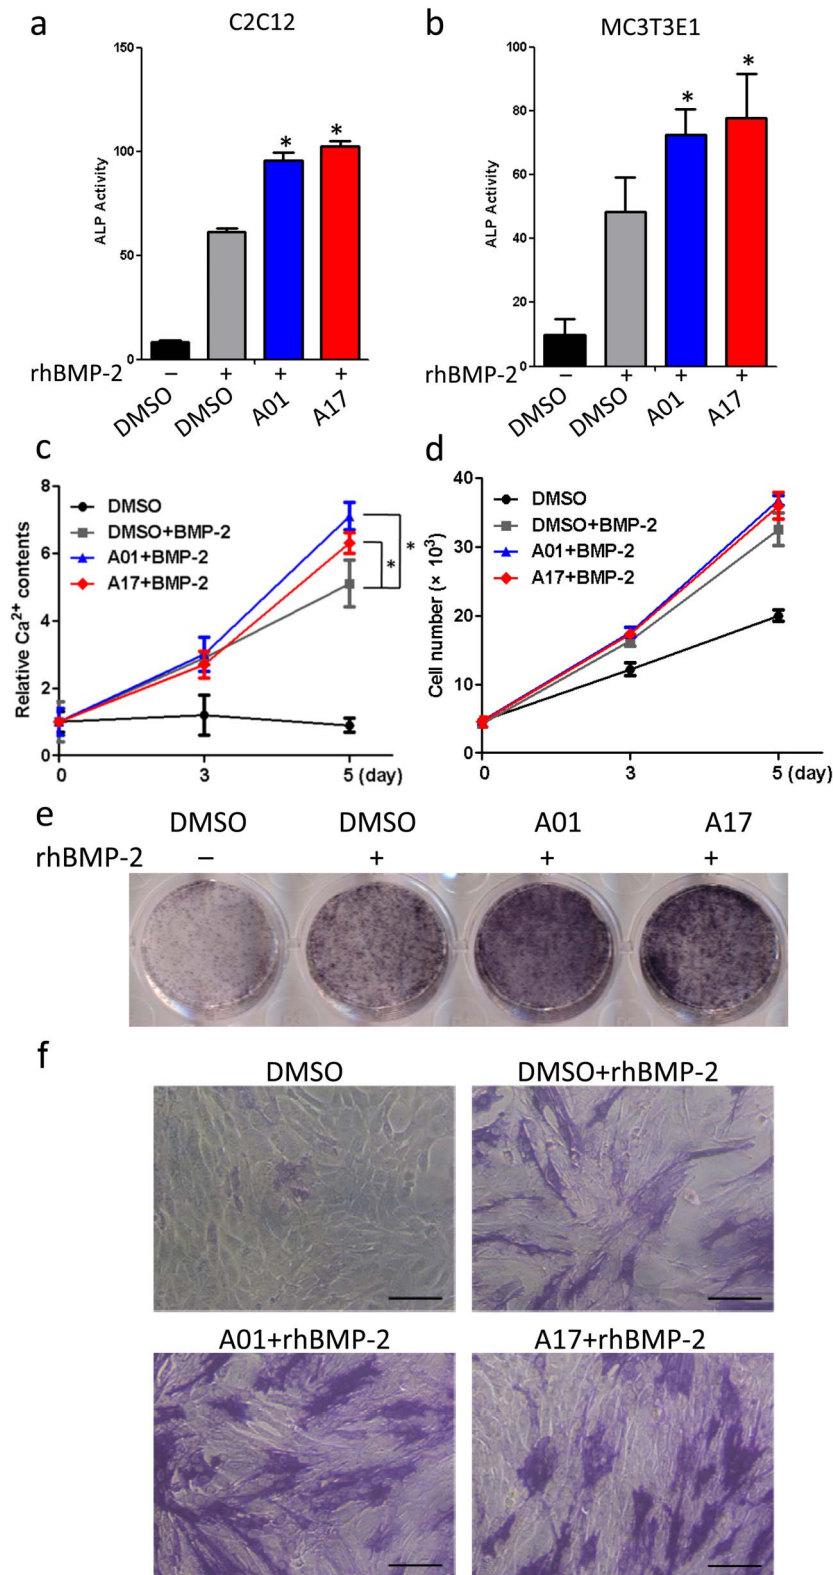 a
C2C12
150
100
50
0
ALP Activity
* *
rhBMP-2 – + + +
DMSO DMSO A01 A17
b
MC3T3E1
100
80
60
40
20
0
ALP Activity
* *
rhBMP-2 – + + +
DMSO DMSO A01 A17
c
8
6
4
2
0
Relative Ca²⁺ contents
DMSO
DMSO+BMP-2
A01+BMP-2
A17+BMP-2
* *
0 3 5 (day)
d
40
30
20
10
0
Cell number (× 10³)
DMSO
DMSO+BMP-2
A01+BMP-2
A17+BMP-2
0 3 5 (day)
e
DMSO DMSO A01 A17
rhBMP-2 – + + +
f
DMSO DMSO+rhBMP-2
A01+rhBMP-2 A17+rhBMP-2